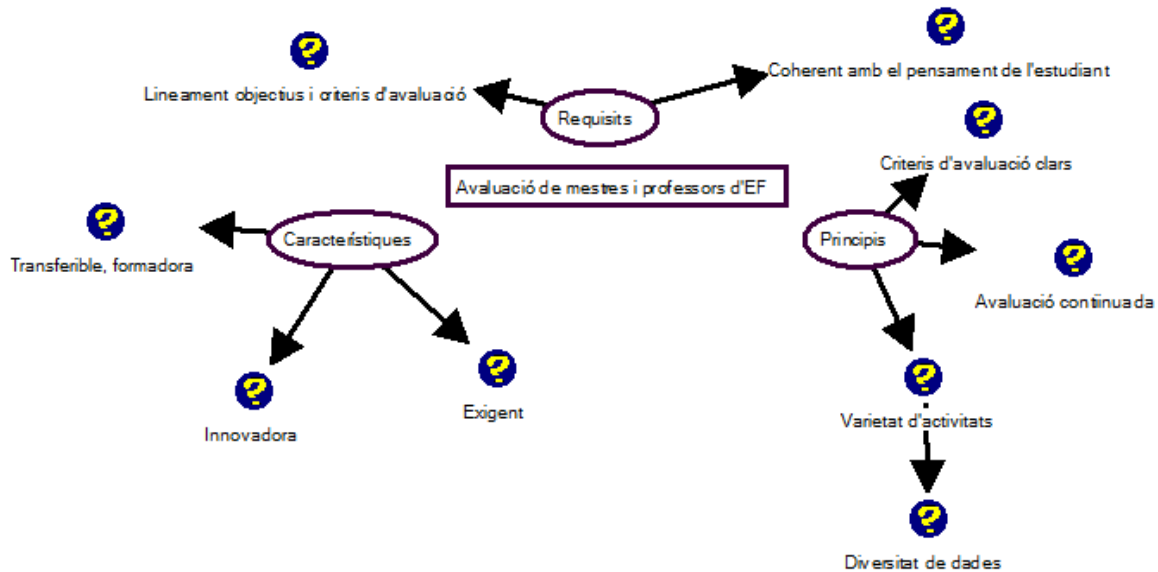 Coherent amb el pensament de l'estudiant
Lineament objectius i criteris d'avaluació
Requisits
Criteris d'avaluació clars
Avaluació de mestres i professors d'EF
Característiques
Principis
Transferible, formadora
Avaluació contiinuada
Exigent
Varietat d'activitats
Innovadora
Diversitat de dades